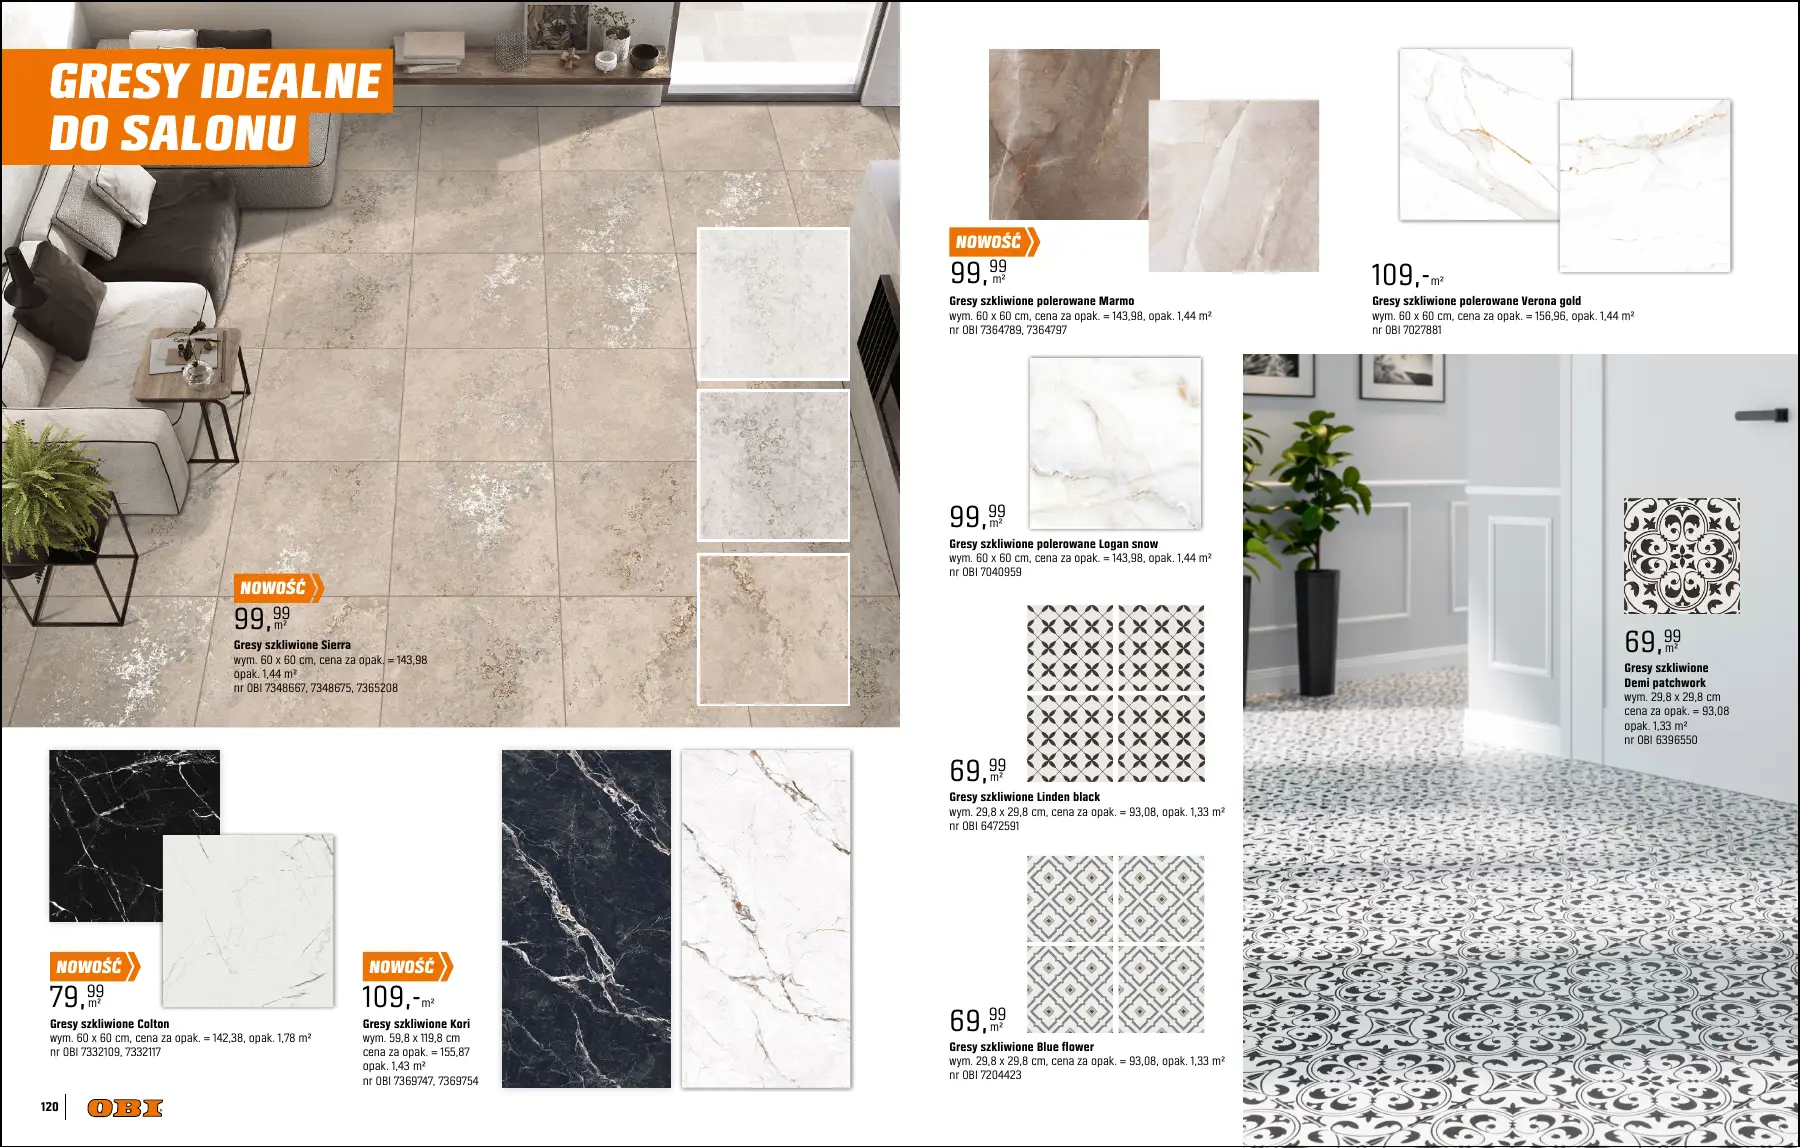 GRESY IDEALNE
DO SALONU
NOWOŚĆ
99,99 m²
Gresy szkliwione Sierra
wym. 60 x 60 cm, cena za opak. = 143,98
opak. 1,44 m²
nr OBI 7348667, 7348675, 7365208
NOWOŚĆ
79,99 m²
Gresy szkliwione Colton
wym. 60 x 60 cm, cena za opak. = 142,38, opak. 1,78 m²
nr OBI 7332109, 7332117
NOWOŚĆ
109,- m²
Gresy szkliwione Kori
wym. 59,8 x 119,8 cm
cena za opak. = 155,87
opak. 1,43 m²
nr OBI 7369747, 7369754
120
OBI
NOWOŚĆ
99,99 m²
Gresy szkliwione polerowane Marmo
wym. 60 x 60 cm, cena za opak. = 143,98, opak. 1,44 m²
nr OBI 7364789, 7364797
109,- m²
Gresy szkliwione polerowane Verona gold
wym. 60 x 60 cm, cena za opak. = 156,96, opak. 1,44 m²
nr OBI 7027881
99,99 m²
Gresy szkliwione polerowane Logan snow
wym. 60 x 60 cm, cena za opak. = 143,98, opak. 1,44 m²
nr OBI 7040959
69,99 m²
Gresy szkliwione Linden black
wym. 29,8 x 29,8 cm, cena za opak. = 93,08, opak. 1,33 m²
nr OBI 6472591
69,99 m²
Gresy szkliwione Blue flower
wym. 29,8 x 29,8 cm, cena za opak. = 93,08, opak. 1,33 m²
nr OBI 7204423
69,99 m²
Gresy szkliwione
Demi patchwork
wym. 29,8 x 29,8 cm
cena za opak. = 93,08
opak. 1,33 m²
nr OBI 6396550